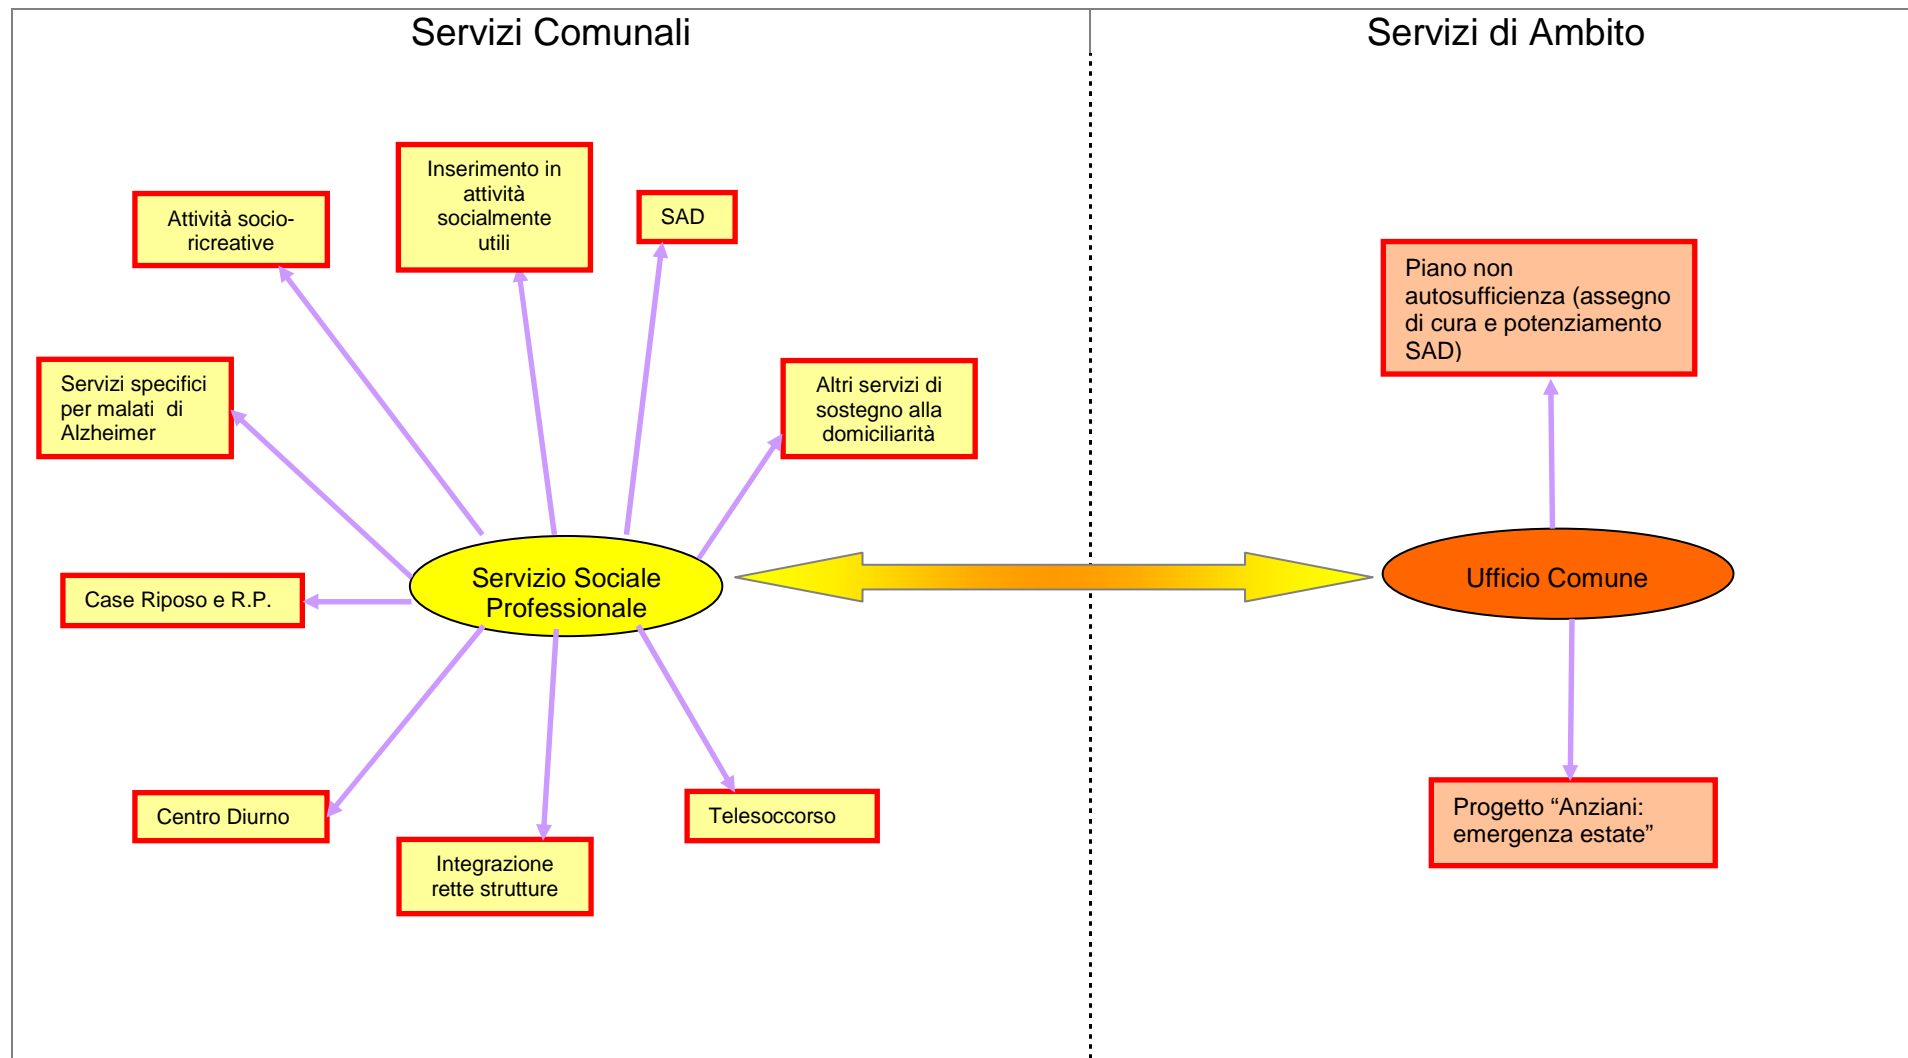 Servizi Comunali
Servizi di Ambito
Inserimento in
attività
socialmente
utili
Attività socio-
ricreative
SAD
Servizi specifici
per malati di
Alzheimer
Altri servizi di
sostegno alla
domiciliarità
Case Riposo e R.P.
Servizio Sociale
Professionale
Centro Diurno
Integrazione
rette strutture
Telesoccorso
Piano non
autosufficienza (assegno
di cura e potenziamento
SAD)
Ufficio Comune
Progetto “Anziani:
emergenza estate”